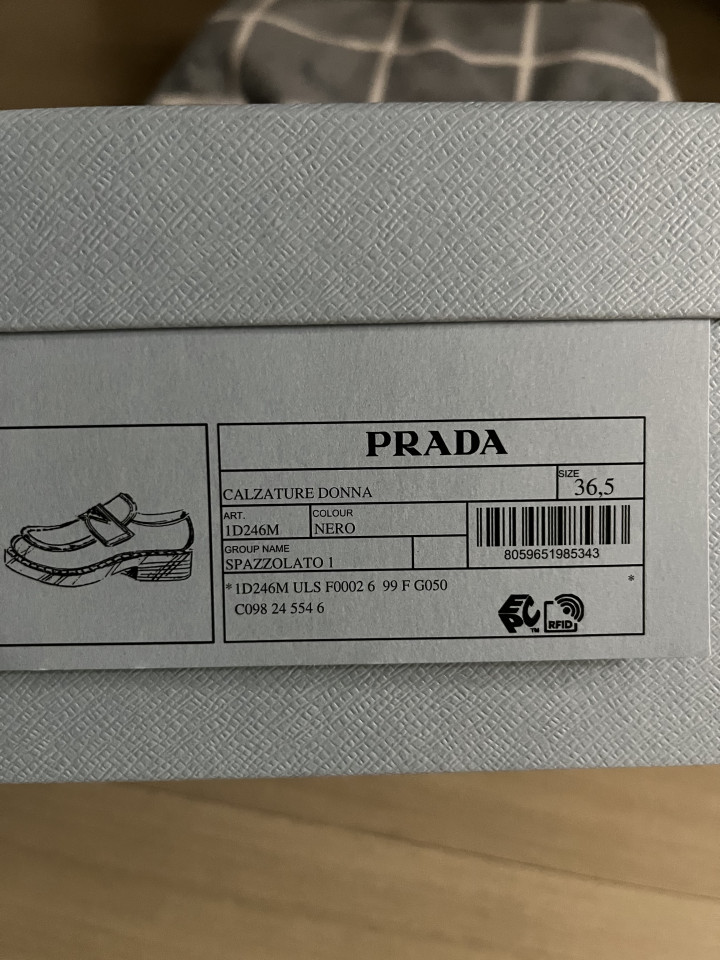 PRADA
CALZATURE DONNA
SIZE
36,5
ART.
1D246M
COLOUR
NERO
GROUP NAME
SPAZZOLATO 1
8059651985343
*1D246M ULS F0002 6 99 F G050 *
C098 24 554 6
EPC™
RFID